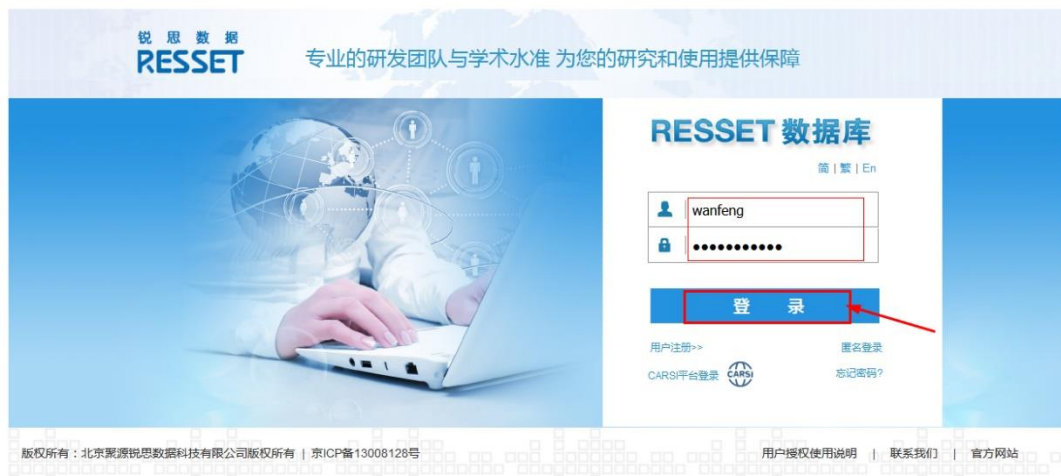 锐思数据
RESSET
专业的研发团队与学术水准 为您的研究和使用提供保障
RESSET 数据库
简 | 繁 | En
wanfeng
●●●●●●●●●●●
登 录
用户注册>> 匿名登录
CARSI平台登录 CARSI 忘记密码?
版权所有：北京聚源锐思数据科技有限公司版权所有 | 京ICP备13008128号 用户授权使用说明 | 联系我们 | 官方网站